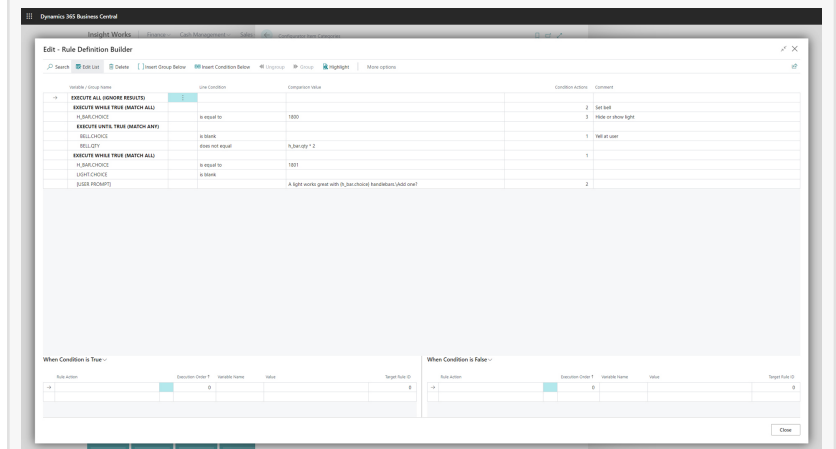 Dynamics 365 Business Central
Insight Works Finance Cash Management Sales Configurator Item Categories
Edit - Rule Definition Builder
Search Edit List Delete Insert Group Below Insert Condition Below Ungroup Group Highlight More options
Variable / Group Name Line Condition Comparison Value Condition Actions Comment
→ EXECUTE ALL (IGNORE RESULTS)
EXECUTE WHILE TRUE (MATCH ALL) 2 Set bell
H_BAR.CHOICE is equal to 1000 3 Hide or show light
EXECUTE UNTIL TRUE (MATCH ANY)
BELL.CHOICE is blank 1 Yell at user
BELL.QTY does not equal h_bar.qty * 2
EXECUTE WHILE TRUE (MATCH ALL) 1
H_BAR.CHOICE is equal to 1001
LIGHT.CHOICE is blank
[USER PROMPT] A light works great with {h_bar.choice} handlebars.\Add one? 2
When Condition is True When Condition is False
Rule Action Execution Order ↑ Variable Name Value Target Rule ID Rule Action Execution Order ↑ Variable Name Value Target Rule ID
→ 0 0 → 0 0
Close